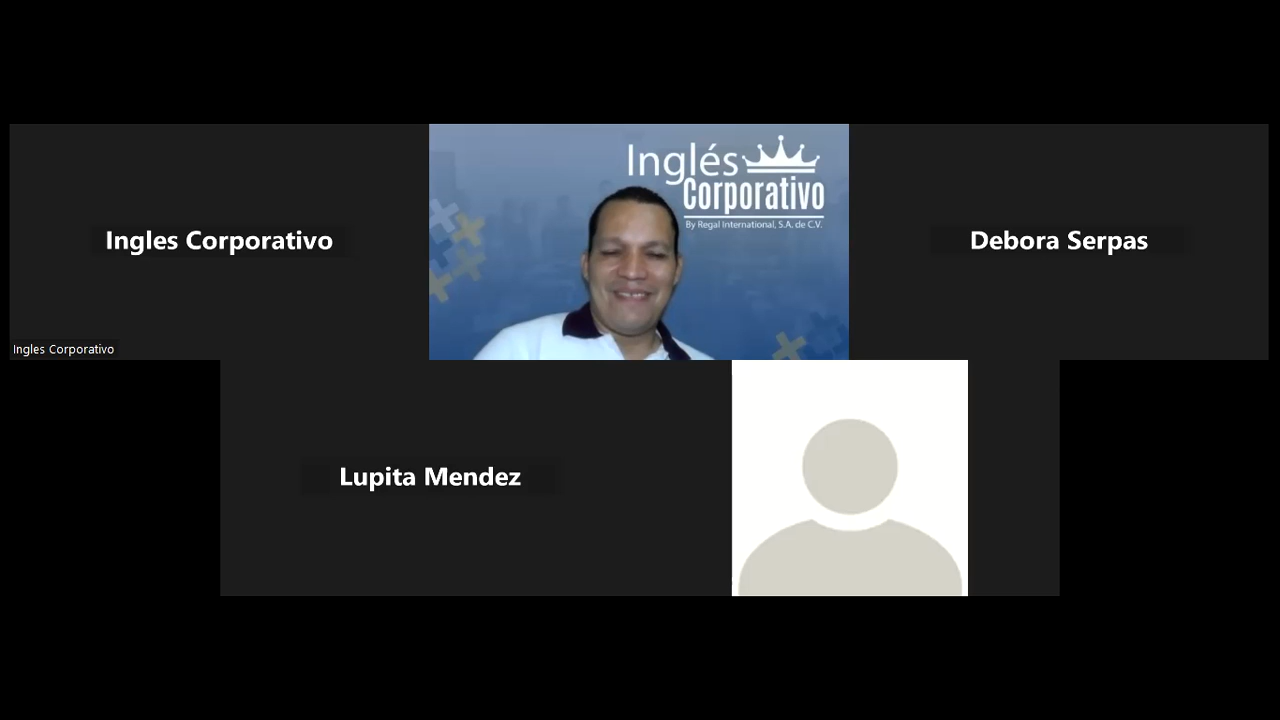 Ingles Corporativo
Inglés
Corporativo
By Regal International, S.A. de C.V.
Debora Serpas
Ingles Corporativo
Lupita Mendez